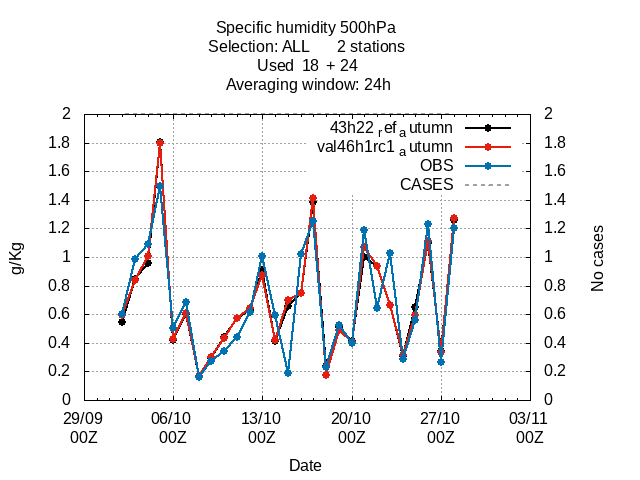 Specific humidity 500hPa
Selection: ALL 2 stations
Used 18 + 24
Averaging window: 24h
g/Kg
No cases
2
1.8
1.6
1.4
1.2
1
0.8
0.6
0.4
0.2
0
2
1.8
1.6
1.4
1.2
1
0.8
0.6
0.4
0.2
0
43h22 ref a utumn
val46h1rc1 a utumn
OBS
CASES
29/09 06/10 13/10 20/10 27/10 03/11
00Z 00Z 00Z 00Z 00Z 00Z
Date